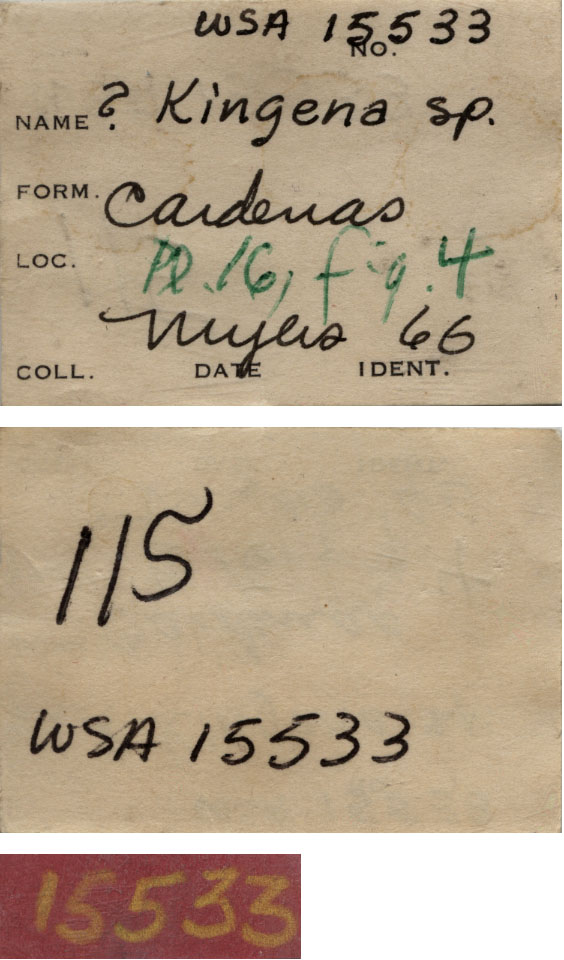 WSA 15533
NO.
NAME ? Kingena sp.
FORM. Cardenas
LOC. Pl. 16, fig. 4
Myers 66
COLL. DATE IDENT.
115
WSA 15533
15533